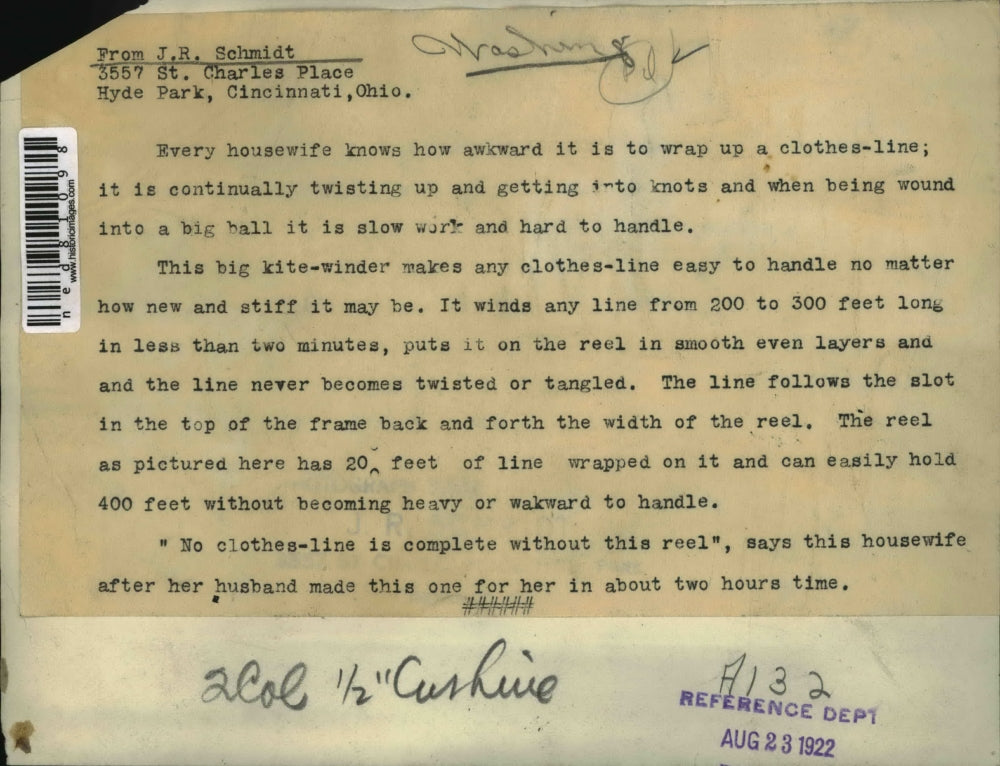 Washing
Pd
From J.R. Schmidt
3557 St. Charles Place
Hyde Park, Cincinnati,Ohio.
Every housewife knows how awkward it is to wrap up a clothes-line;
it is continually twisting up and getting into knots and when being wound
into a big ball it is slow work and hard to handle.
This big kite-winder makes any clothes-line easy to handle no matter
how new and stiff it may be. It winds any line from 200 to 300 feet long
in less than two minutes, puts it on the reel in smooth even layers and
and the line never becomes twisted or tangled. The line follows the slot
in the top of the frame back and forth the width of the reel. The reel
as pictured here has 20‸ feet of line wrapped on it and can easily hold
400 feet without becoming heavy or wakward to handle.
" No clothes-line is complete without this reel", says this housewife
after her husband made this one for her in about two hours time.
######
ned81098
www.historicimages.com
2 Col 1/2" Cushine
A132
REFERENCE DEPT
AUG 23 1922